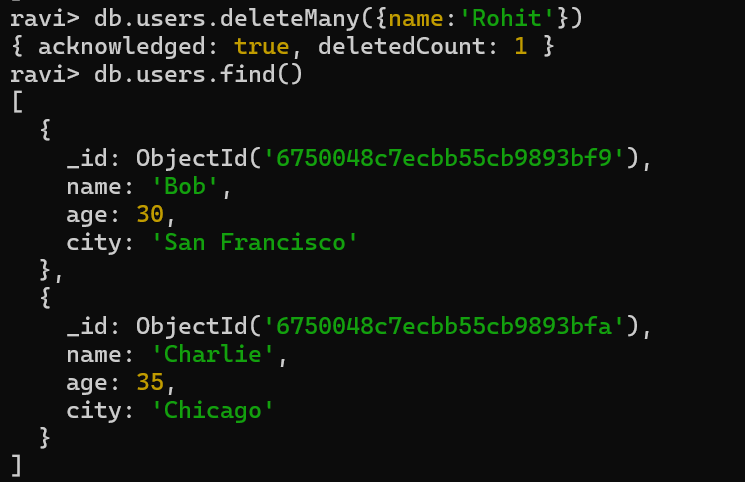 ravi> db.users.deleteMany({name:'Rohit'})
{ acknowledged: true, deletedCount: 1 }
ravi> db.users.find()
[
  {
    _id: ObjectId('6750048c7ecbb55cb9893bf9'),
    name: 'Bob',
    age: 30,
    city: 'San Francisco'
  },
  {
    _id: ObjectId('6750048c7ecbb55cb9893bfa'),
    name: 'Charlie',
    age: 35,
    city: 'Chicago'
  }
]